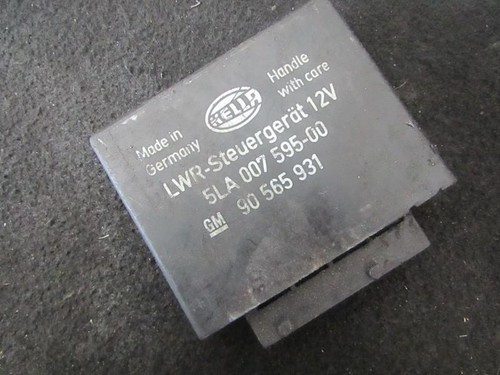 Made in
Germany
HELLA
Handle
with care
LWR-Steuergerät 12V
5LA 007 595-00
GM 90 565 931